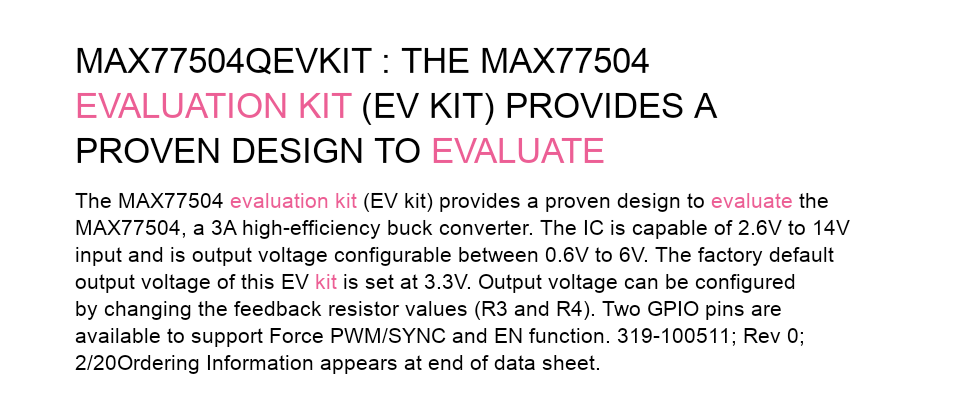 MAX77504QEVKIT : THE MAX77504
EVALUATION KIT (EV KIT) PROVIDES A
PROVEN DESIGN TO EVALUATE
The MAX77504 evaluation kit (EV kit) provides a proven design to evaluate the
MAX77504, a 3A high-efficiency buck converter. The IC is capable of 2.6V to 14V
input and is output voltage configurable between 0.6V to 6V. The factory default
output voltage of this EV kit is set at 3.3V. Output voltage can be configured
by changing the feedback resistor values (R3 and R4). Two GPIO pins are
available to support Force PWM/SYNC and EN function. 319-100511; Rev 0;
2/20Ordering Information appears at end of data sheet.